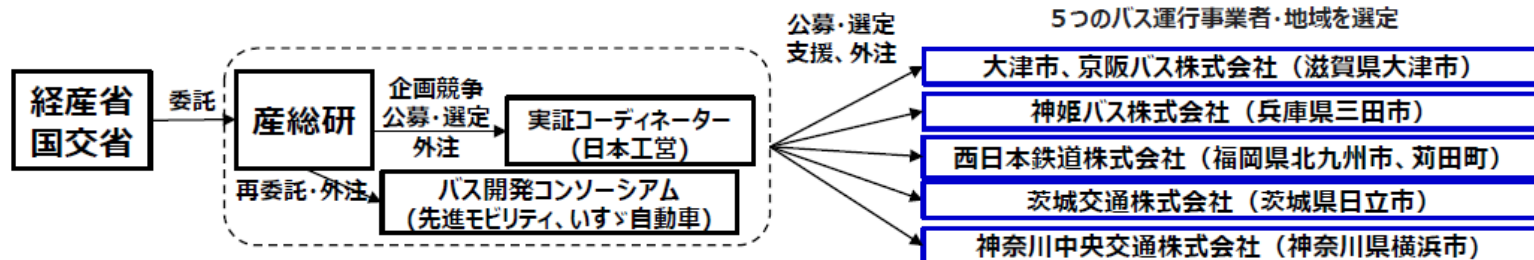 経産省
国交省
委託
産総研
企画競争
公募・選定
外注
実証コーディネーター
(日本工営)
再委託・外注
バス開発コンソーシアム
(先進モビリティ、いすゞ自動車)
公募・選定
支援、外注
5つのバス運行事業者・地域を選定
大津市、京阪バス株式会社（滋賀県大津市）
神姫バス株式会社（兵庫県三田市）
西日本鉄道株式会社（福岡県北九州市、苅田町）
茨城交通株式会社（茨城県日立市）
神奈川中央交通株式会社（神奈川県横浜市）